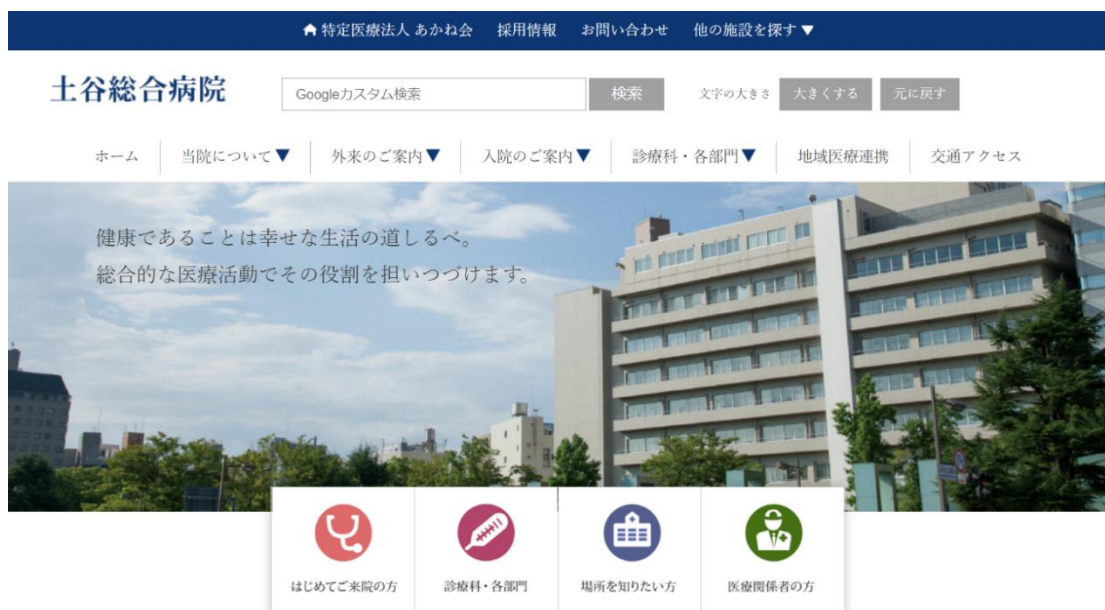 特定医療法人 あかね会 採用情報 お問い合わせ 他の施設を探す▼
土谷総合病院 Googleカスタム検索 検索 文字の大きさ 大きくする 元に戻す
ホーム 当院について▼ 外来のご案内▼ 入院のご案内▼ 診療科・各部門▼ 地域医療連携 交通アクセス
健康であることは幸せな生活の道しるべ。
総合的な医療活動でその役割を担いつづけます。
はじめてご来院の方 診療科・各部門 場所を知りたい方 医療関係者の方